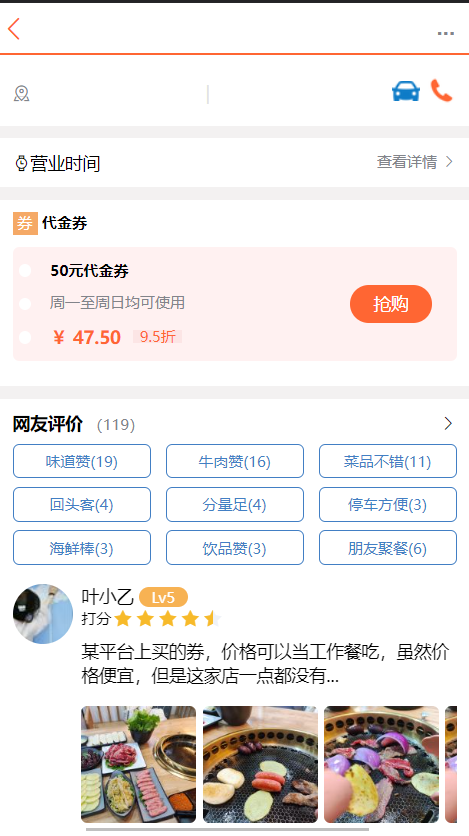 营业时间
查看详情
券 代金券
50元代金券
周一至周日均可使用
抢购
¥ 47.50 9.5折
网友评价 (119)
味道赞(19) 牛肉赞(16) 菜品不错(11)
回头客(4) 分量足(4) 停车方便(3)
海鲜棒(3) 饮品赞(3) 朋友聚餐(6)
叶小乙 Lv5
打分
某平台上买的券，价格可以当工作餐吃，虽然价
格便宜，但是这家店一点都没有...